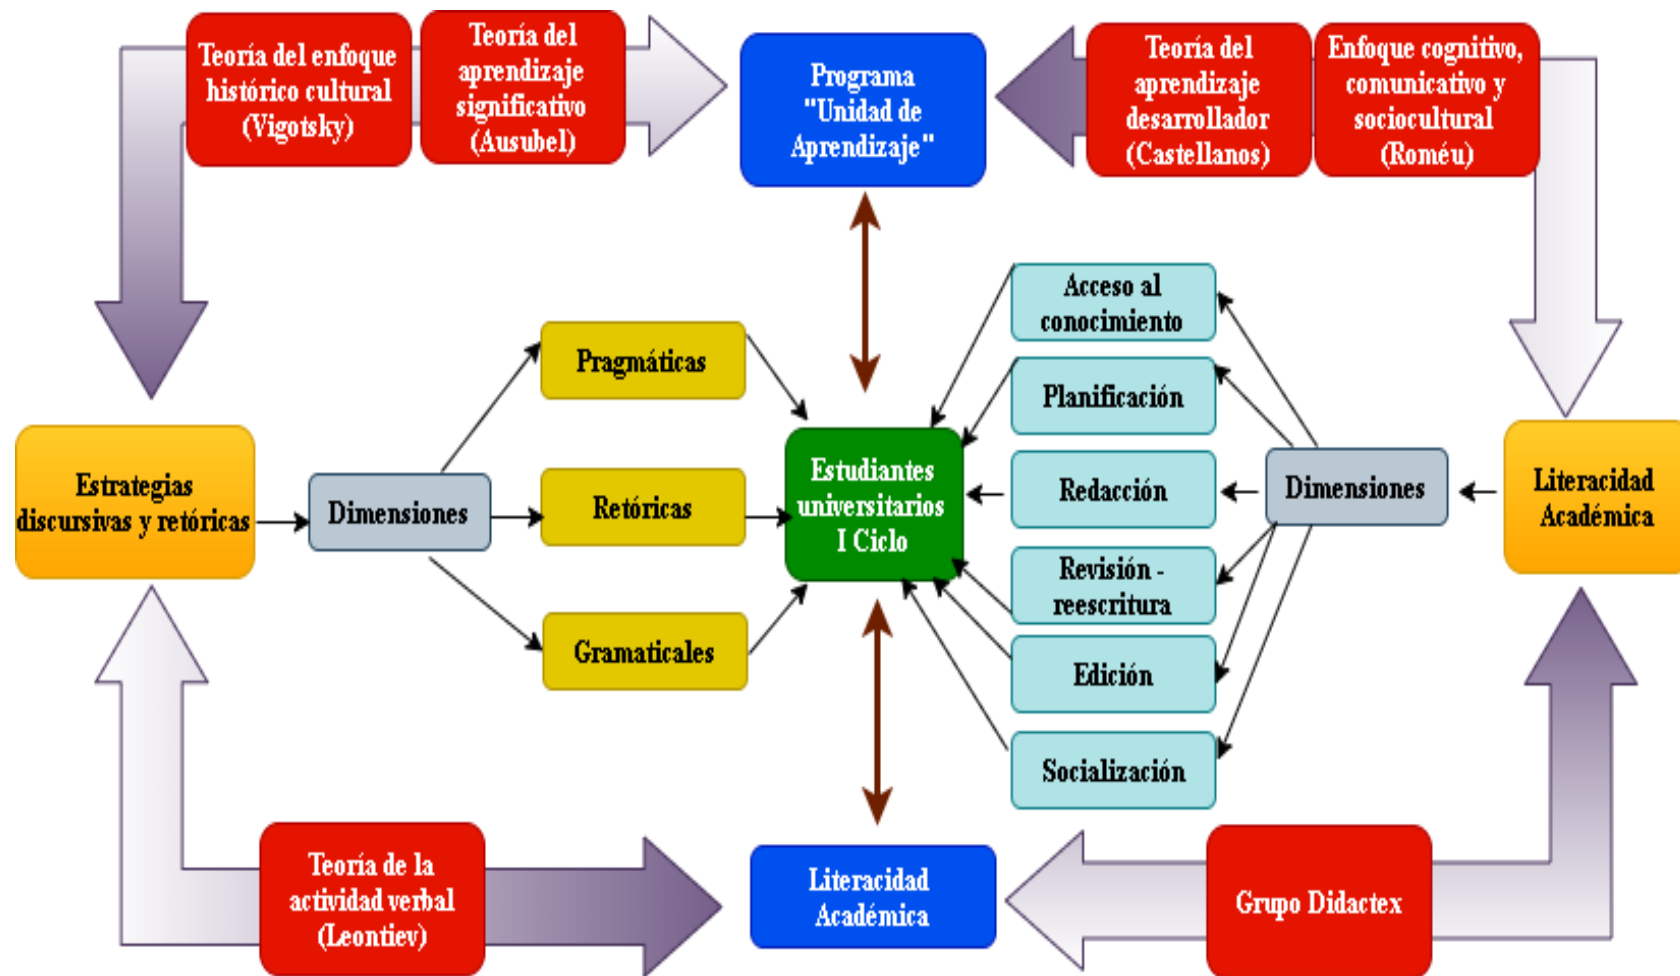 Teoría del enfoque
histórico cultural
(Vigotsky)
Teoría del
aprendizaje
significativo
(Ausubel)
Programa
"Unidad de
Aprendizaje"
Teoría del
aprendizaje
desarrollador
(Castellanos)
Enfoque cognitivo,
comunicativo y
sociocultural
(Roméu)
Estrategias
discursivas y retóricas
Dimensiones
Pragmáticas
Retóricas
Gramaticales
Estudiantes
universitarios
I Ciclo
Acceso al
conocimiento
Planificación
Redacción
Revisión -
reescritura
Edición
Socialización
Dimensiones
Literacidad
Académica
Teoría de la
actividad verbal
(Leontiev)
Literacidad
Académica
Grupo Didactex